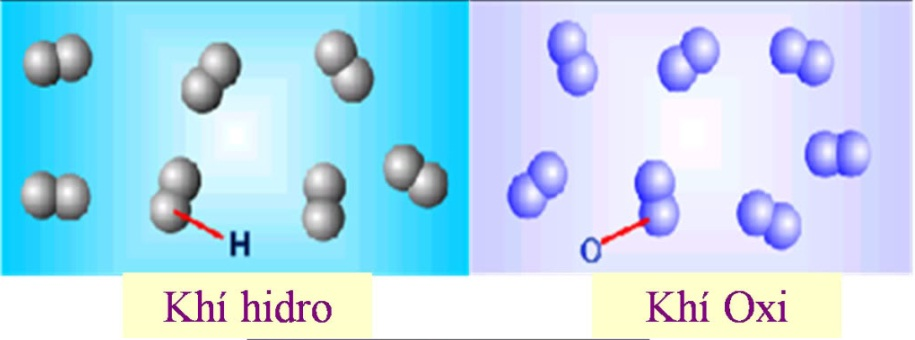 H
O
Khí hidro
Khí Oxi